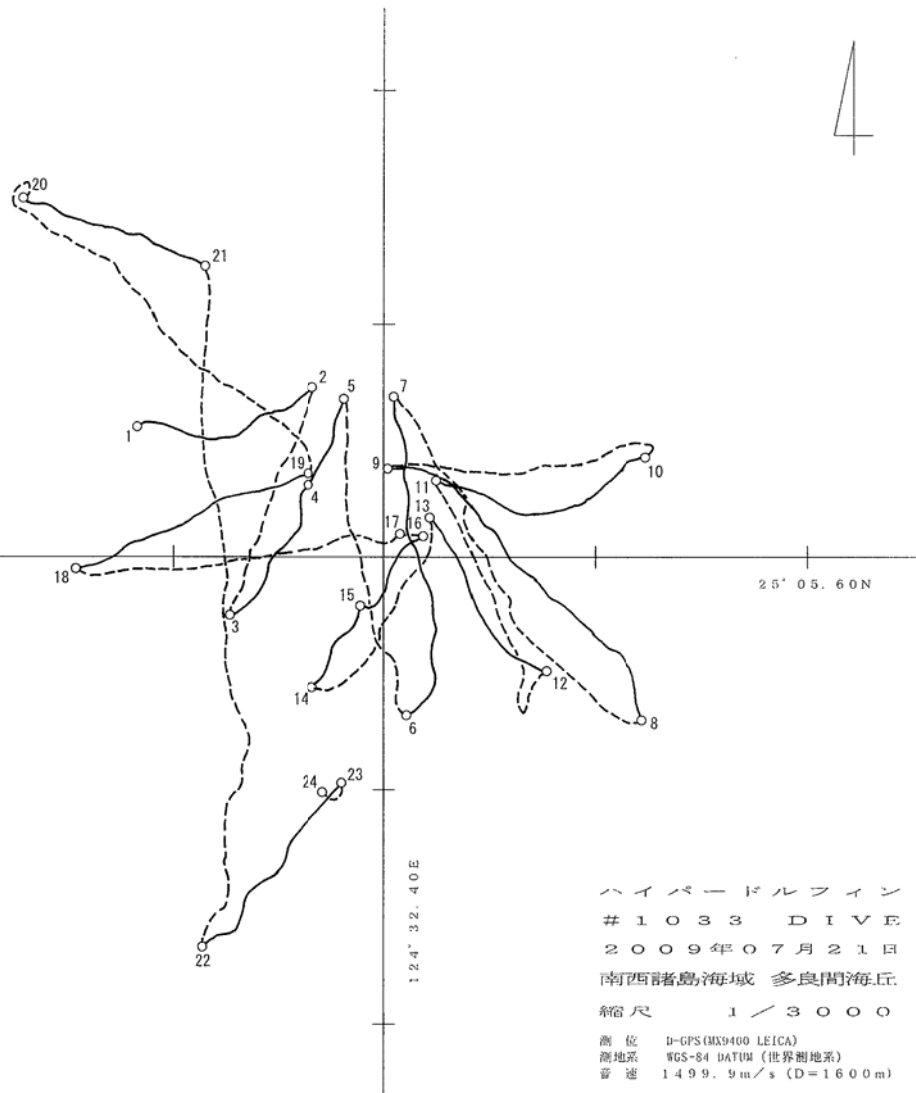 20
21
2
5
7
1
19
4
9
11
10
13
17
16
18
25° 05. 60N
15
3
14
12
6
8
24
23
124° 32. 40E
22
ハイパードルフィン
#1033 DIVE
2009年07月21日
南西諸島海域 多良間海丘
縮尺 1/3000
測位 D-GPS(MX9400 LEICA)
測地系 WGS-84 DATUM (世界測地系)
音速 1499. 9m/s (D=1600m)